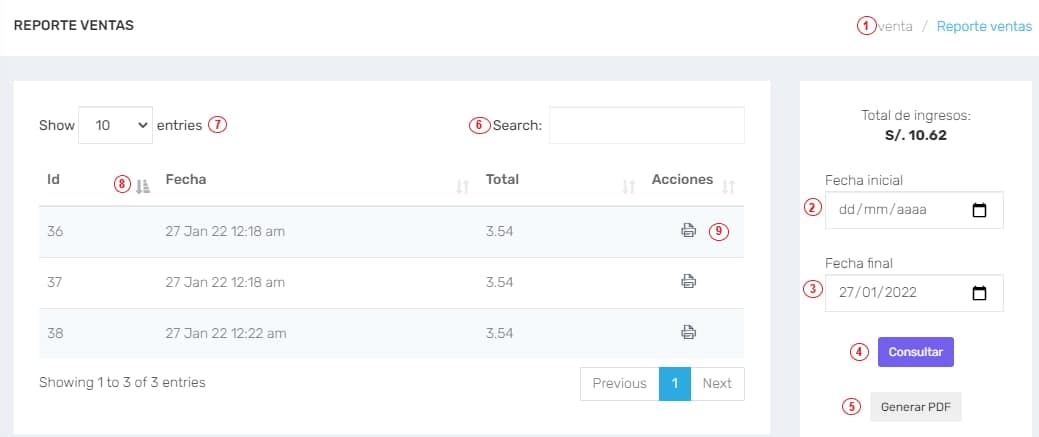 REPORTE VENTAS
1 venta / Reporte ventas
Show 10 entries 7
6 Search:
Id 8 Fecha Total Acciones
36 27 Jan 22 12:18 am 3.54 9
37 27 Jan 22 12:18 am 3.54
38 27 Jan 22 12:22 am 3.54
Showing 1 to 3 of 3 entries
Previous 1 Next
Total de ingresos:
S/. 10.62
Fecha inicial
2 dd/mm/aaaa
Fecha final
3 27/01/2022
4 Consultar
5 Generar PDF